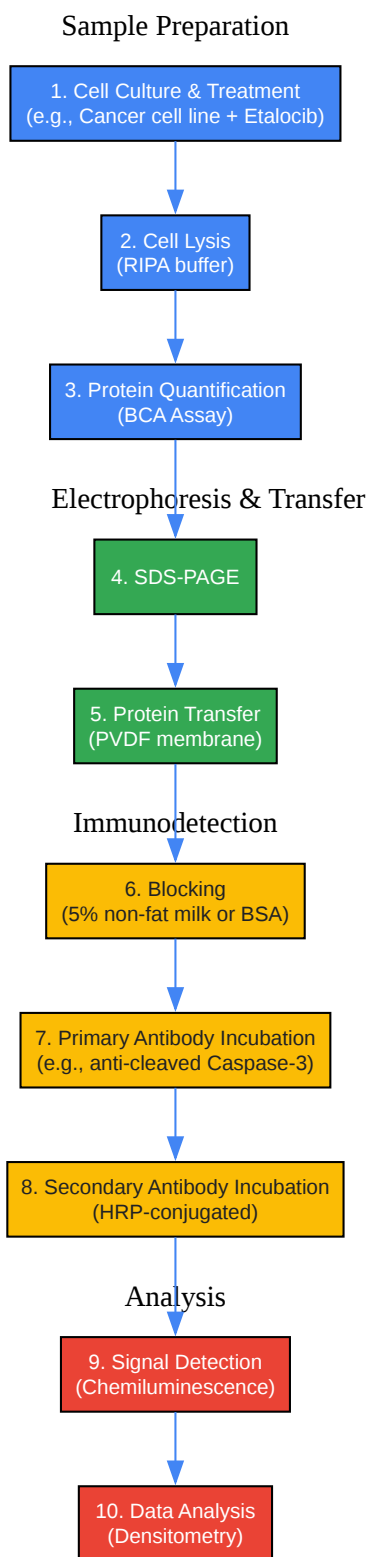 Sample Preparation
1. Cell Culture & Treatment
(e.g., Cancer cell line + Etalocib)
2. Cell Lysis
(RIPA buffer)
3. Protein Quantification
(BCA Assay)
Electrophoresis & Transfer
4. SDS-PAGE
5. Protein Transfer
(PVDF membrane)
Immunodetection
6. Blocking
(5% non-fat milk or BSA)
7. Primary Antibody Incubation
(e.g., anti-cleaved Caspase-3)
8. Secondary Antibody Incubation
(HRP-conjugated)
Analysis
9. Signal Detection
(Chemiluminescence)
10. Data Analysis
(Densitometry)